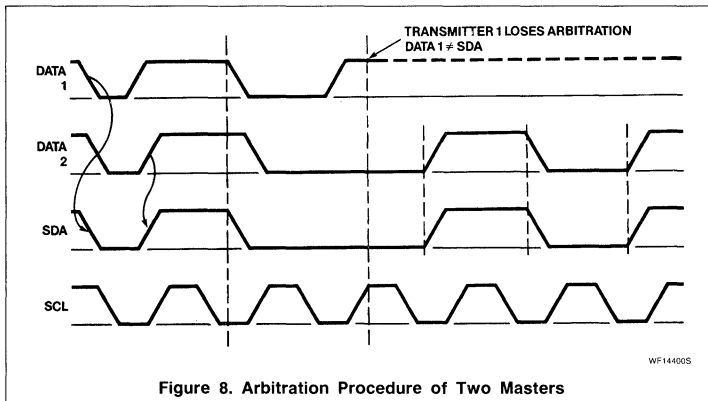 TRANSMITTER 1 LOSES ARBITRATION
DATA 1 ≠ SDA
DATA
1
DATA
2
SDA
SCL
WF14400S
Figure 8. Arbitration Procedure of Two Masters